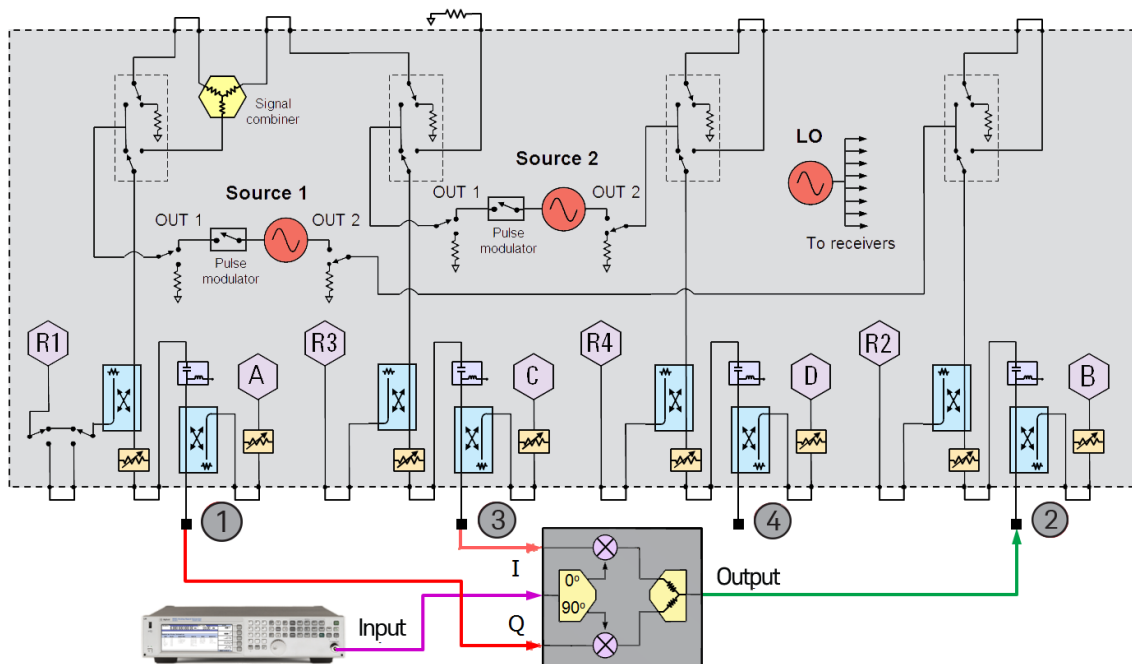 Signal
combiner
Source 1
OUT 1
OUT 2
Pulse
modulator
Source 2
OUT 1
OUT 2
Pulse
modulator
LO
To receivers
R1
A
R3
C
R4
D
R2
B
1
3
4
2
I
0°
90°
Q
Input
Output